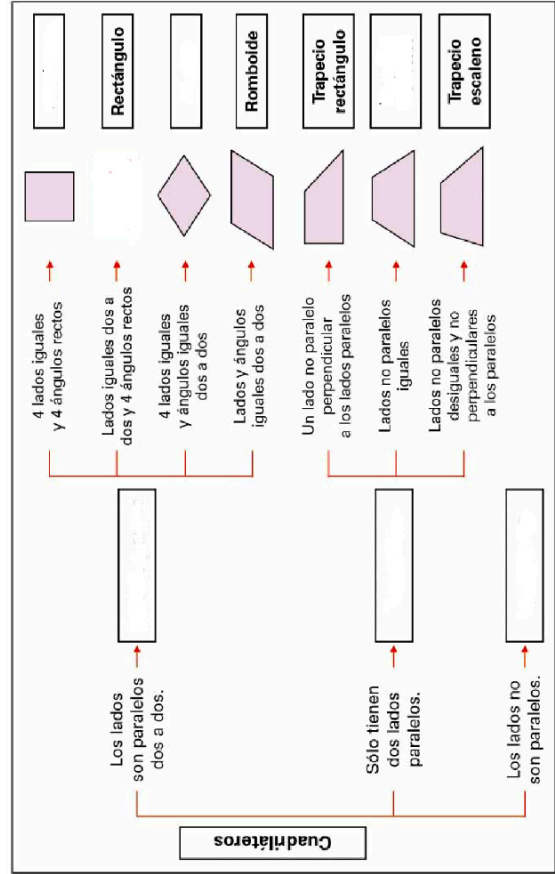 Cuadriláteros
Los lados
son paralelos
dos a dos.
4 lados iguales
y 4 ángulos rectos
Lados iguales dos a
dos y 4 ángulos rectos
Rectángulo
4 lados iguales
y ángulos iguales
dos a dos
Lados y ángulos
iguales dos a dos
Romboide
Sólo tienen
dos lados
paralelos.
Un lado no paralelo
perpendicular
a los lados paralelos
Trapecio
rectángulo
Lados no paralelos
iguales
Lados no paralelos
desiguales y no
perpendiculares
a los paralelos
Trapecio
escaleno
Los lados no
son paralelos.